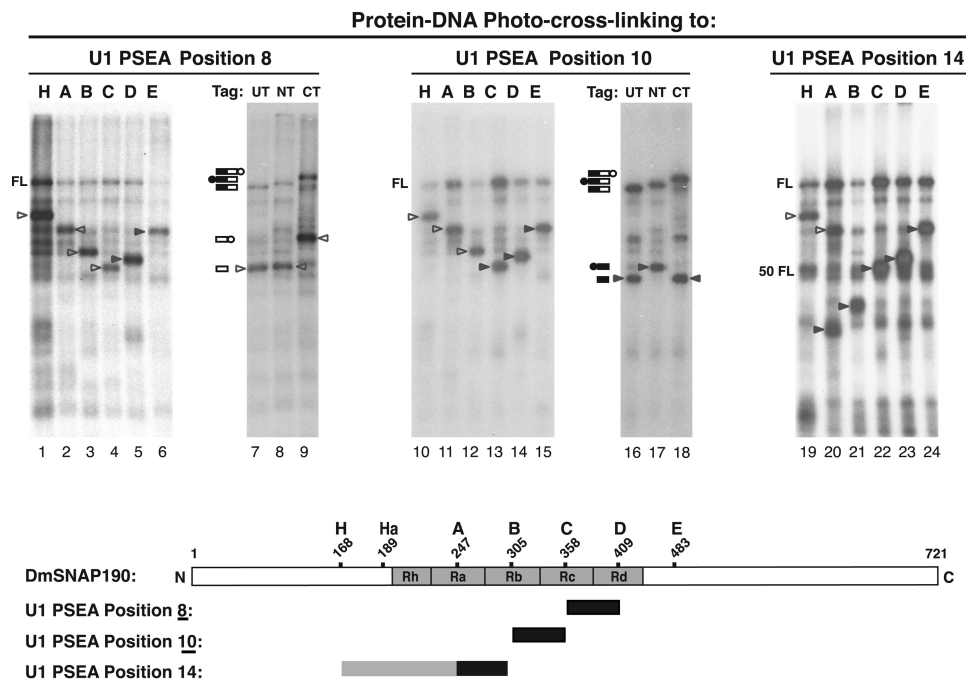 Protein-DNA Photo-cross-linking to:
U1 PSEA Position 8
U1 PSEA Position 10
U1 PSEA Position 14
H A B C D E
Tag: UT NT CT
H A B C D E
Tag: UT NT CT
H A B C D E
FL
FL
FL
50 FL
1 2 3 4 5 6
7 8 9
10 11 12 13 14 15
16 17 18
19 20 21 22 23 24
H Ha A B C D E
1 168 189 247 305 358 409 483 721
DmSNAP190: N Rh Ra Rb Rc Rd C
U1 PSEA Position 8:
U1 PSEA Position 10:
U1 PSEA Position 14: